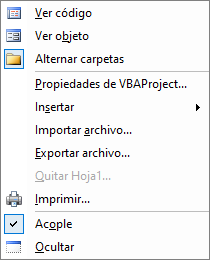 Ver código
Ver objeto
Alternar carpetas
Propiedades de VBAProject...
Insertar
Importar archivo...
Exportar archivo...
Quitar Hoja1...
Imprimir...
Acople
Ocultar